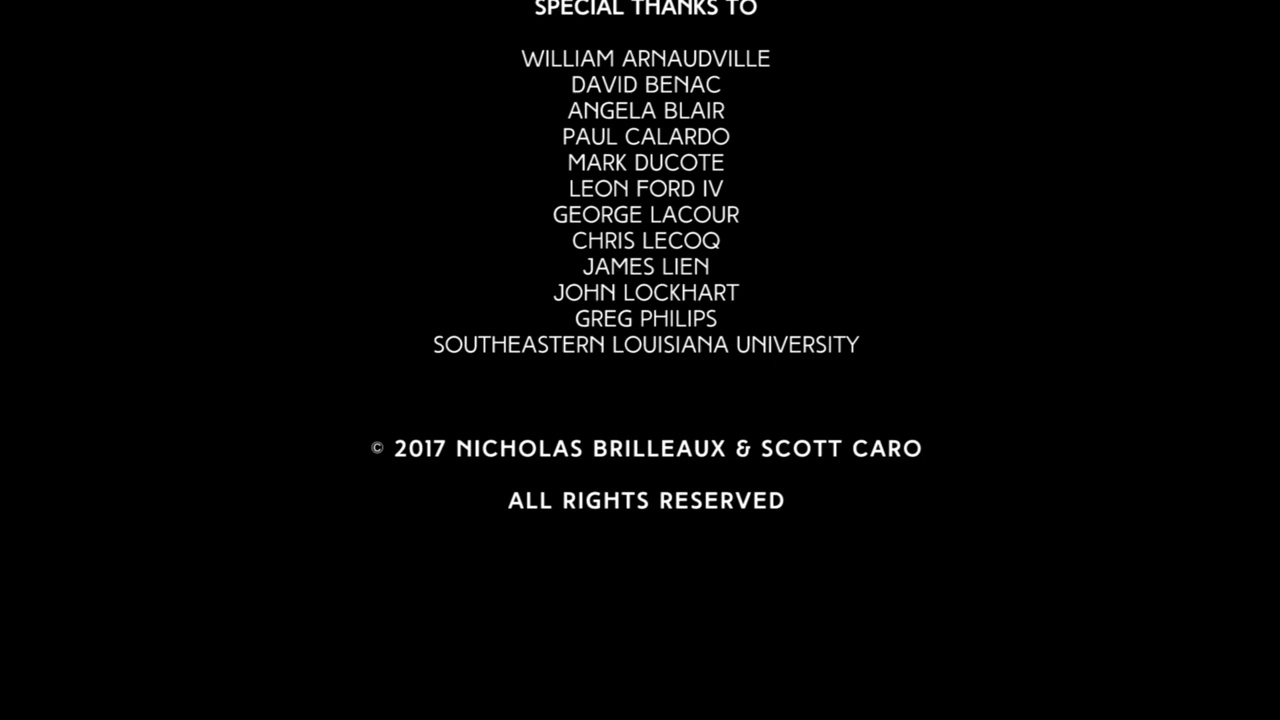 SPECIAL THANKS TO
WILLIAM ARNAUDVILLE
DAVID BENAC
ANGELA BLAIR
PAUL CALARDO
MARK DUCOTE
LEON FORD IV
GEORGE LACOUR
CHRIS LECOQ
JAMES LIEN
JOHN LOCKHART
GREG PHILIPS
SOUTHEASTERN LOUISIANA UNIVERSITY
© 2017 NICHOLAS BRILLEAUX & SCOTT CARO
ALL RIGHTS RESERVED